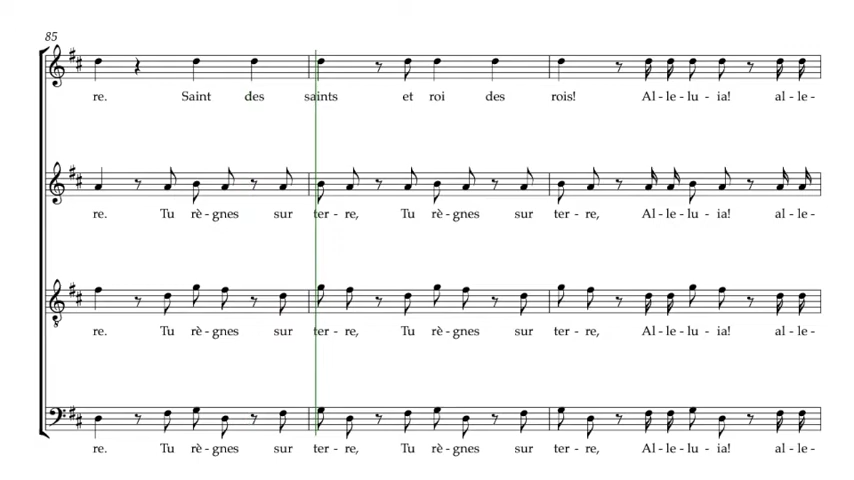 85
re. Saint des saints et roi des rois! Al - le - lu - ia! al - le -
re. Tu rè - gnes sur ter - re, Tu rè - gnes sur ter - re, Al - le - lu - ia! al - le -
8
re. Tu rè - gnes sur ter - re, Tu rè - gnes sur ter - re, Al - le - lu - ia! al - le -
re. Tu rè - gnes sur ter - re, Tu rè - gnes sur ter - re, Al - le - lu - ia! al - le -